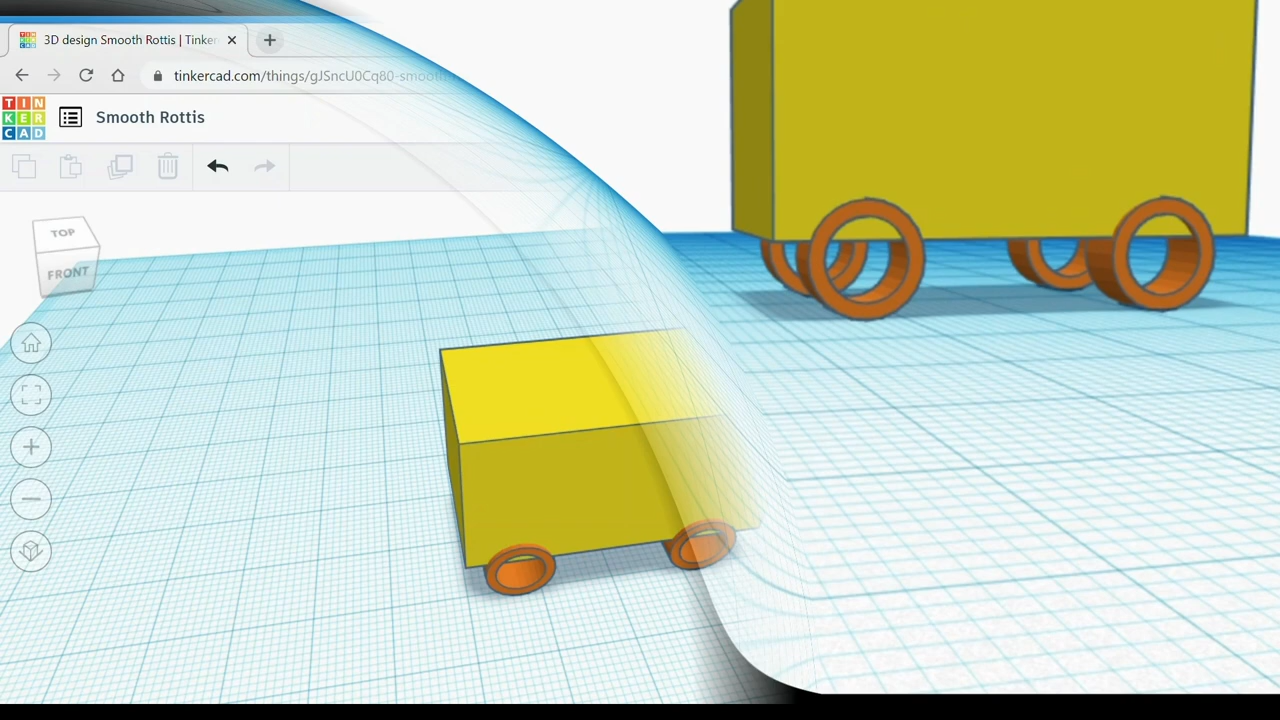 3D design Smooth Rottis | Tinker
tinkercad.com/things/gJSncU0Cq80-smooth
TIN
KER
CAD
Smooth Rottis
TOP
FRONT